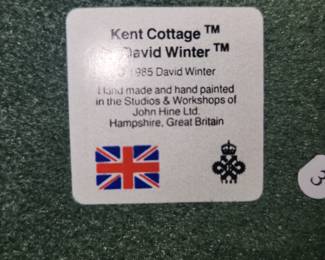 Kent Cottage ™
David Winter ™
1985 David Winter
Hand made and hand painted
in the Studios & Workshops of
John Hine Ltd.
Hampshire, Great Britain
3